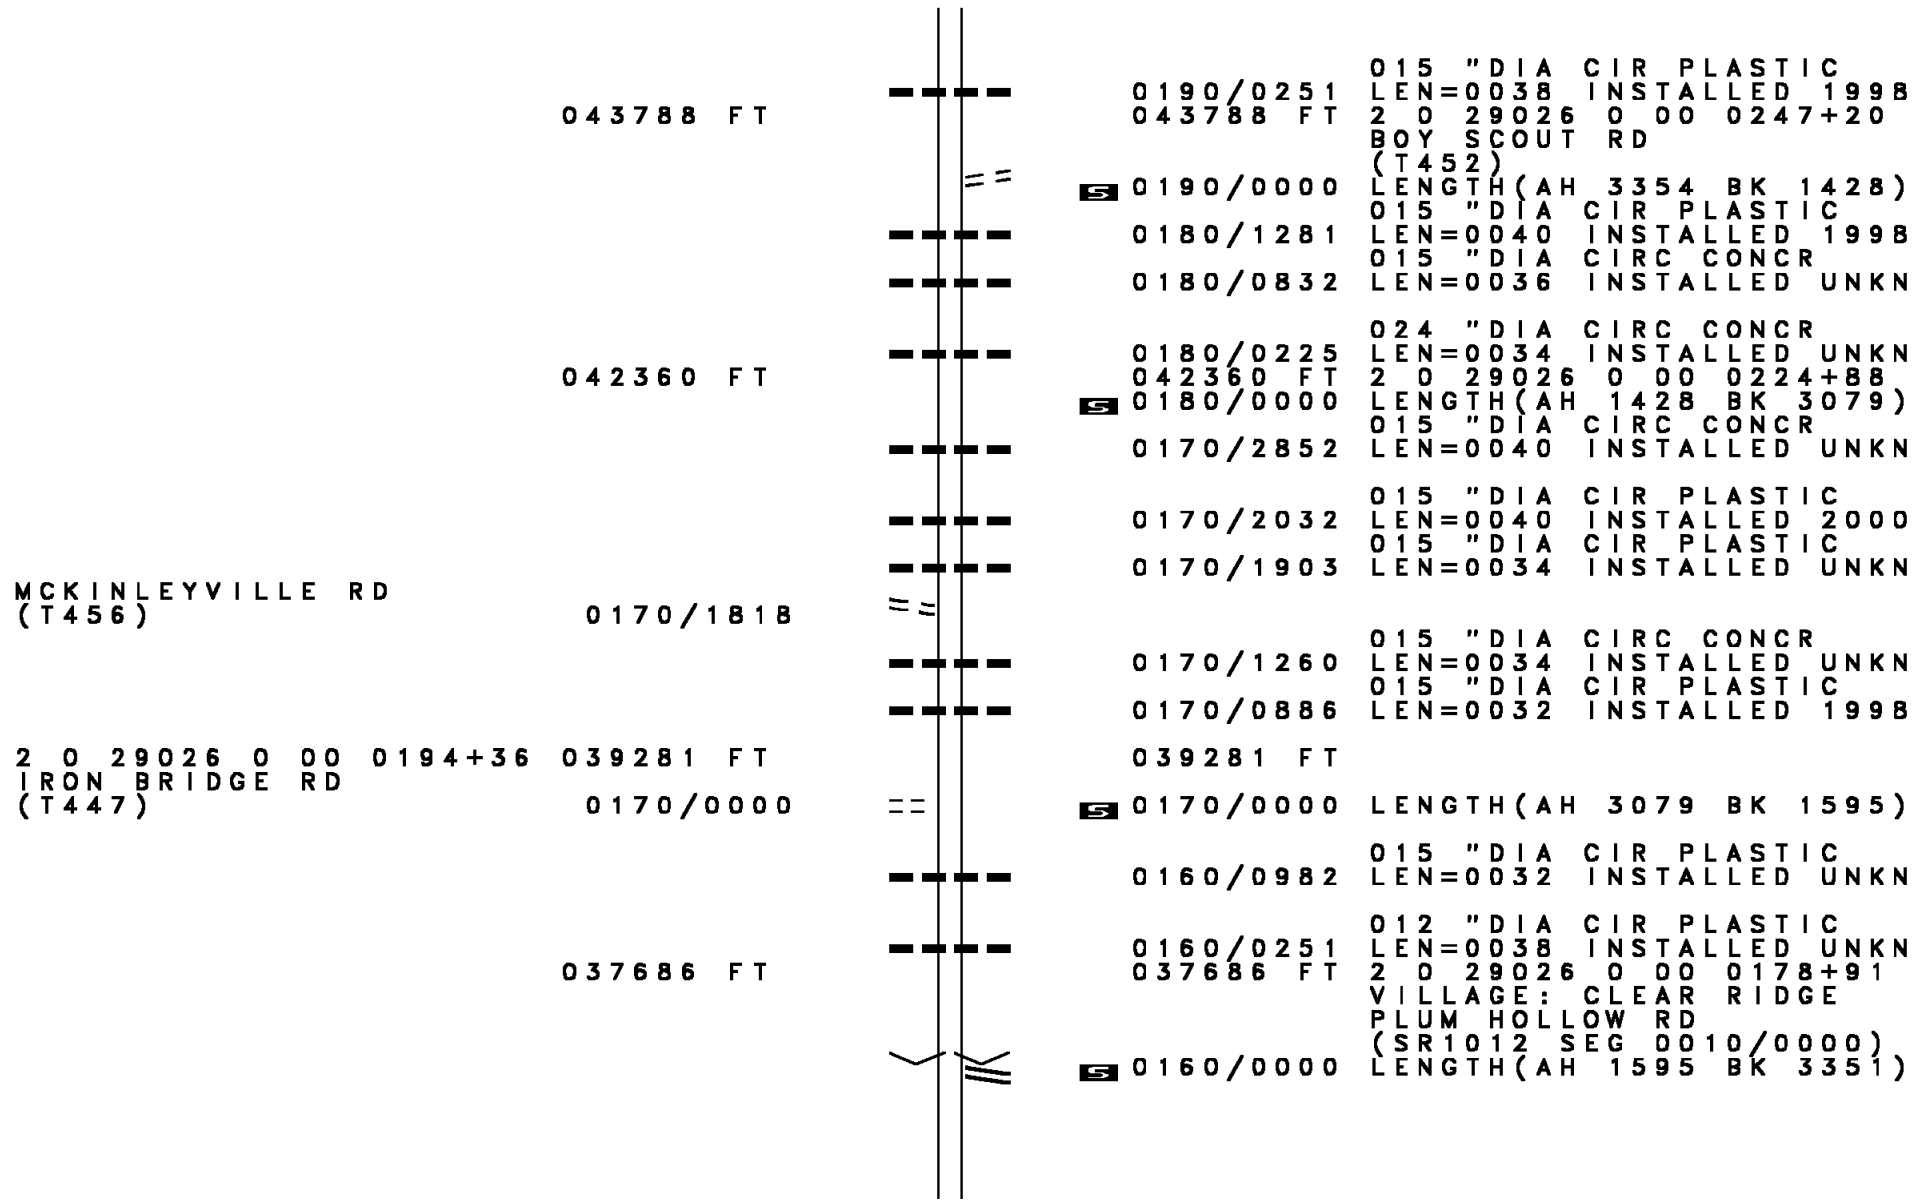 015 "DIA CIR PLASTIC
0190/0251 LEN=0038 INSTALLED 1998
043788 FT 043788 FT 2 0 29026 0 00 0247+20
BOY SCOUT RD
(T452)
S 0190/0000 LENGTH(AH 3354 BK 1428)
015 "DIA CIR PLASTIC
0180/1281 LEN=0040 INSTALLED 1998
015 "DIA CIRC CONCR
0180/0832 LEN=0036 INSTALLED UNKN
024 "DIA CIRC CONCR
0180/0225 LEN=0034 INSTALLED UNKN
042360 FT 042360 FT 2 0 29026 0 00 0224+88
S 0180/0000 LENGTH(AH 1428 BK 3079)
015 "DIA CIRC CONCR
0170/2852 LEN=0040 INSTALLED UNKN
015 "DIA CIR PLASTIC
0170/2032 LEN=0040 INSTALLED 2000
015 "DIA CIR PLASTIC
0170/1903 LEN=0034 INSTALLED UNKN
MCKINLEYVILLE RD
(T456) 0170/1818
015 "DIA CIRC CONCR
0170/1260 LEN=0034 INSTALLED UNKN
015 "DIA CIR PLASTIC
0170/0886 LEN=0032 INSTALLED 1998
2 0 29026 0 00 0194+36 039281 FT 039281 FT
IRON BRIDGE RD
(T447) 0170/0000 S 0170/0000 LENGTH(AH 3079 BK 1595)
015 "DIA CIR PLASTIC
0160/0982 LEN=0032 INSTALLED UNKN
012 "DIA CIR PLASTIC
0160/0251 LEN=0038 INSTALLED UNKN
037686 FT 037686 FT 2 0 29026 0 00 0178+91
VILLAGE: CLEAR RIDGE
PLUM HOLLOW RD
(SR1012 SEG 0010/0000)
S 0160/0000 LENGTH(AH 1595 BK 3351)